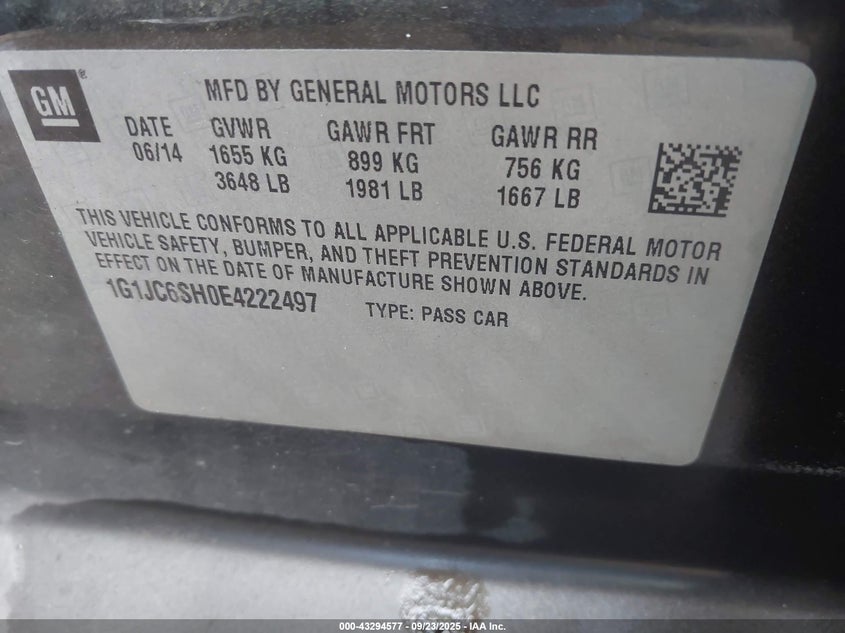 GM
MFD BY GENERAL MOTORS LLC
DATE GVWR GAWR FRT GAWR RR
06/14 1655 KG 899 KG 756 KG
3648 LB 1981 LB 1667 LB
THIS VEHICLE CONFORMS TO ALL APPLICABLE U.S. FEDERAL MOTOR
VEHICLE SAFETY, BUMPER, AND THEFT PREVENTION STANDARDS IN
EFFECT ON THE DATE OF MANUFACTURE SHOWN ABOVE.
1G1JC6SH0E4222497 TYPE: PASS CAR
000-43294577 - 09/23/2025 - IAA Inc.